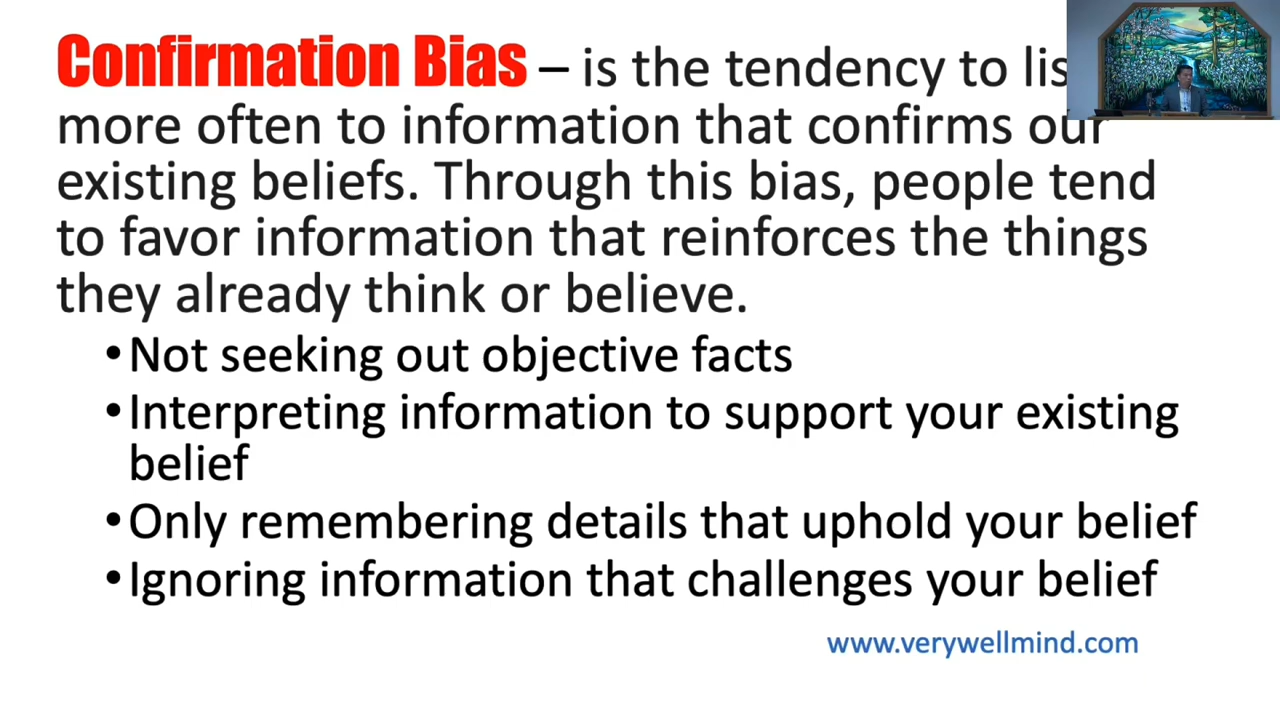 Confirmation Bias – is the tendency to
more often to information that confirms our
existing beliefs. Through this bias, people tend
to favor information that reinforces the things
they already think or believe.
•Not seeking out objective facts
•Interpreting information to support your existing
belief
•Only remembering details that uphold your belief
•Ignoring information that challenges your belief
www.verywellmind.com